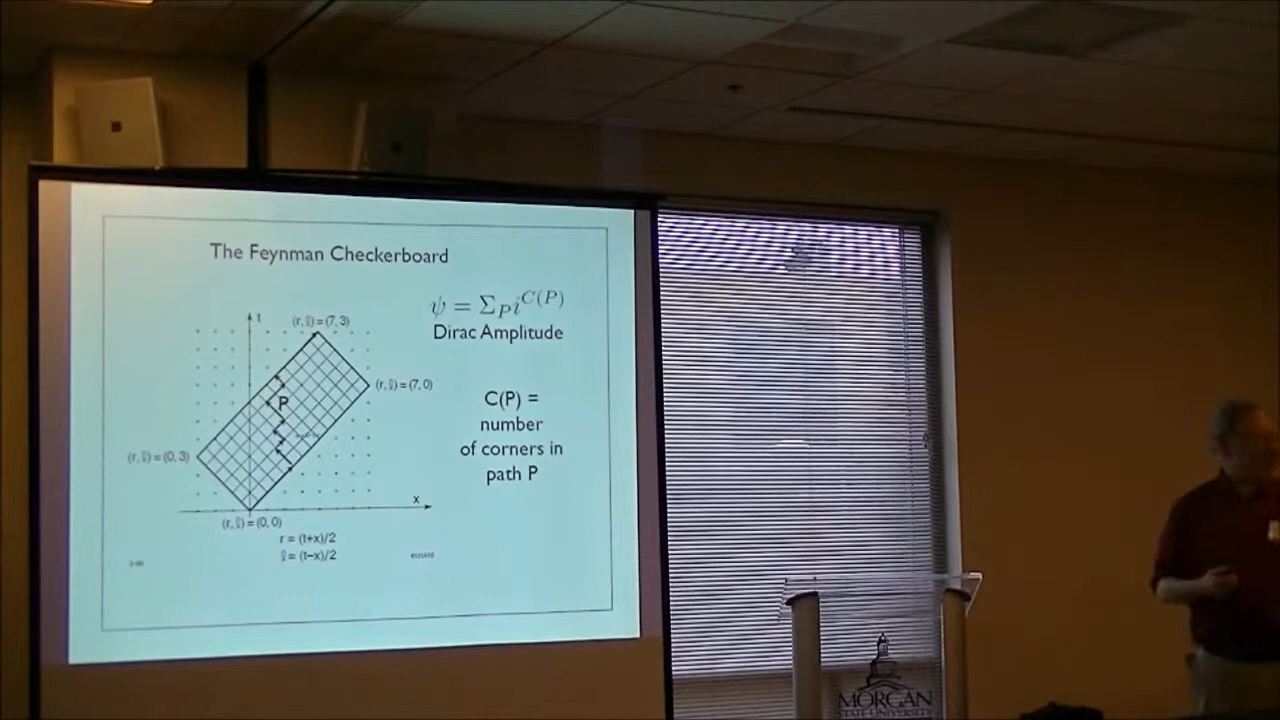 The Feynman Checkerboard
ψ = Σ_P i^{C(P)}
Dirac Amplitude
t
(r, ℓ) = (7, 3)
(r, ℓ) = (7, 0)
P
C(P) =
number
of corners in
path P
(r, ℓ) = (0, 3)
x
(r, ℓ) = (0, 0)
r = (t+x)/2
ℓ = (t−x)/2
MORGAN
STATE UNIVERSITY